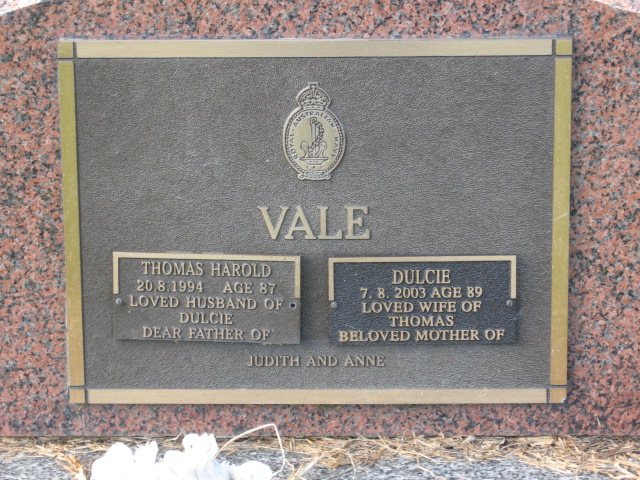 ROYAL AUSTRALIAN NAVY
VALE
THOMAS HAROLD
20.8.1994 AGE 87
LOVED HUSBAND OF
DULCIE
DEAR FATHER OF
DULCIE
7. 8. 2003 AGE 89
LOVED WIFE OF
THOMAS
BELOVED MOTHER OF
JUDITH AND ANNE